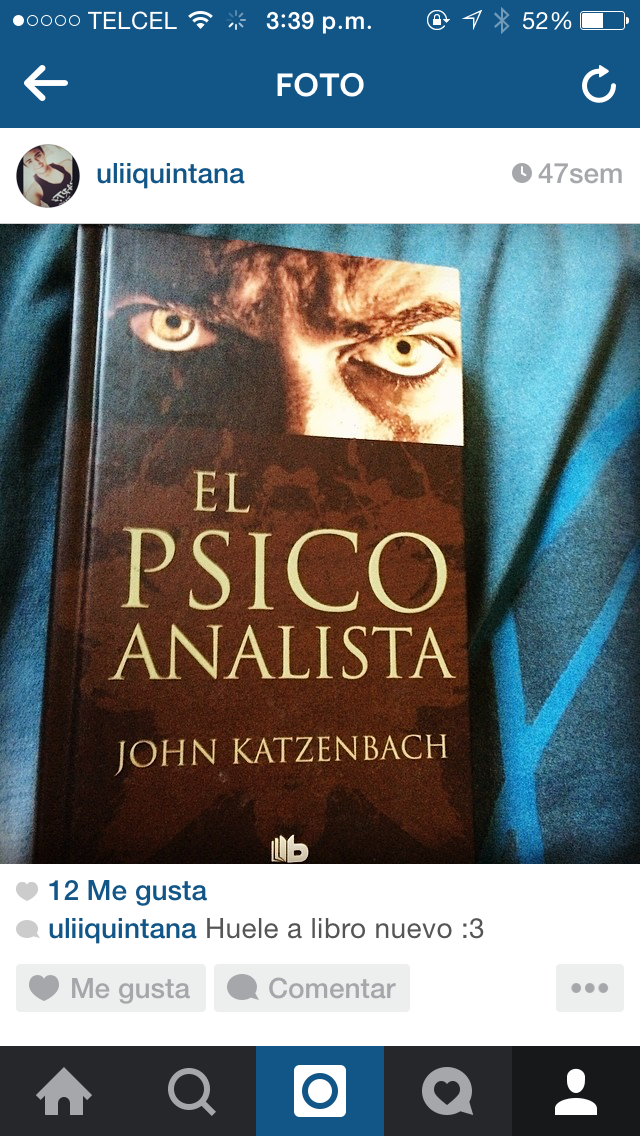 TELCEL 3:39 p.m. 52%
FOTO
uliiquintana 47sem
EL
PSICO
ANALISTA
JOHN KATZENBACH
b
12 Me gusta
uliiquintana Huele a libro nuevo :3
Me gusta Comentar